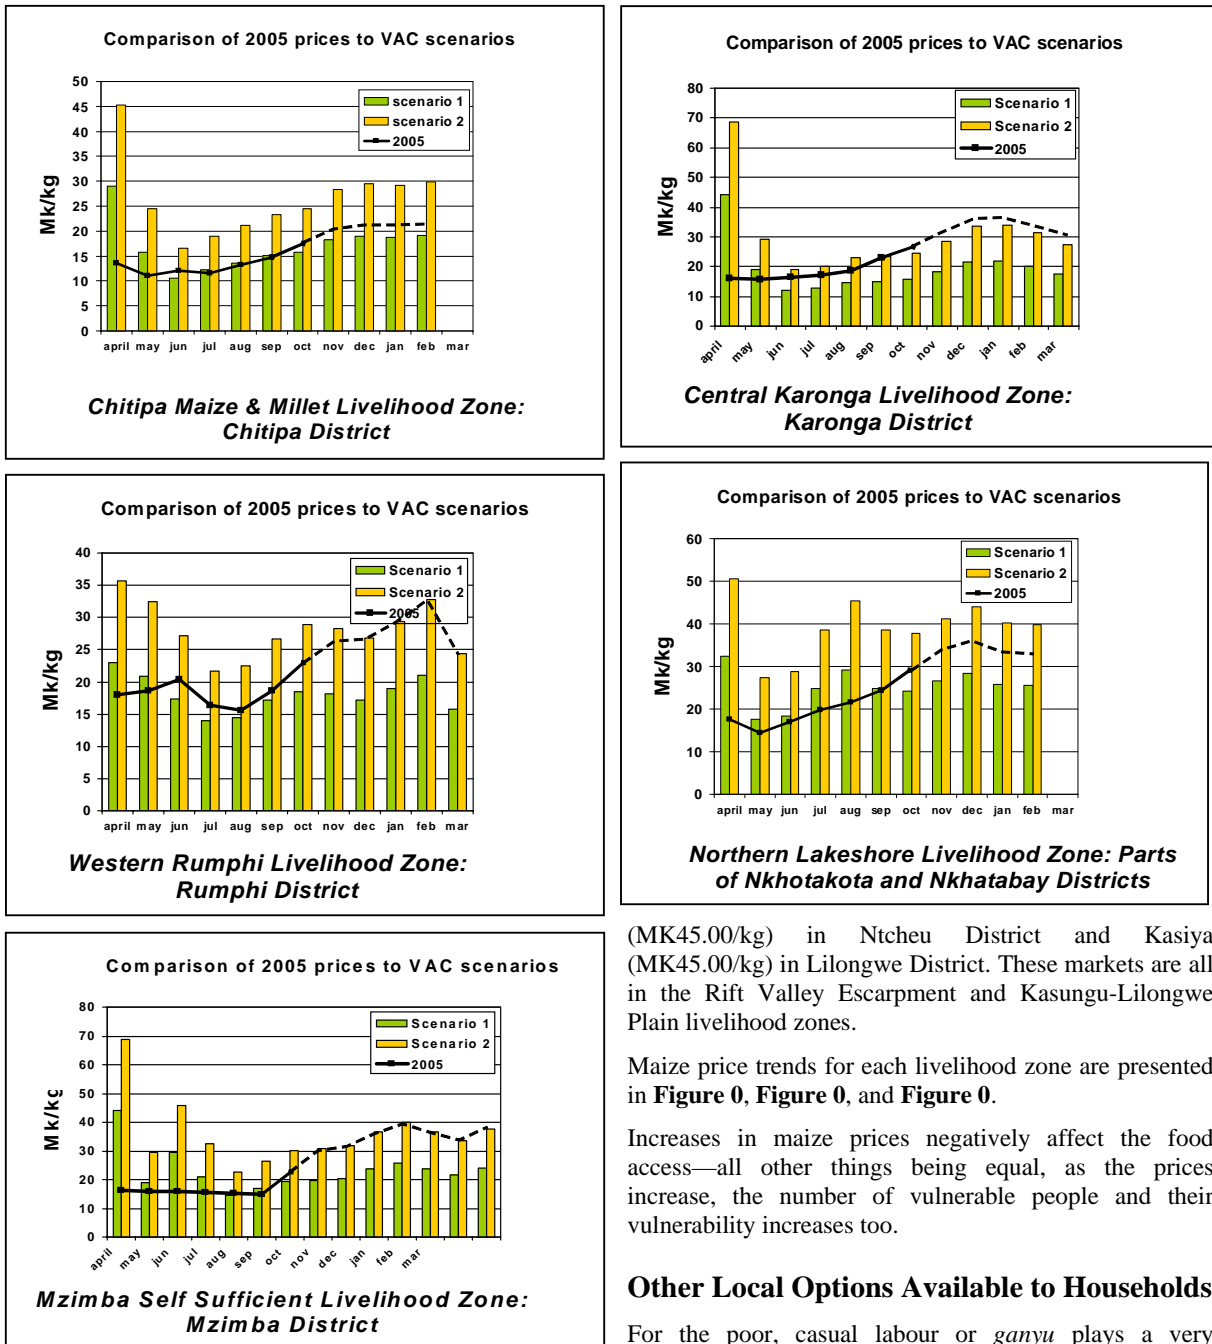 Comparison of 2005 prices to VAC scenarios
50
45
40
35
30
25
20
15
10
5
0
Mk/kg
scenario 1
scenario 2
2005
april may jun jul aug sep oct nov dec jan feb mar
Chitipa Maize & Millet Livelihood Zone:
Chitipa District
Comparison of 2005 prices to VAC scenarios
80
70
60
50
40
30
20
10
0
Mk/kg
Scenario 1
Scenario 2
2005
april may jun jul aug sep oct nov dec jan feb mar
Central Karonga Livelihood Zone:
Karonga District
Comparison of 2005 prices to VAC scenarios
40
35
30
25
20
15
10
5
0
Mk/kg
Scenario 1
Scenario 2
2005
april may jun jul aug sep oct nov dec jan feb mar
Western Rumphi Livelihood Zone:
Rumphi District
Comparison of 2005 prices to VAC scenarios
60
50
40
30
20
10
0
Mk/kg
Scenario 1
Scenario 2
2005
april may jun jul aug sep oct nov dec jan feb mar
Northern Lakeshore Livelihood Zone: Parts
of Nkhotakota and Nkhatabay Districts
Comparison of 2005 prices to VAC scenarios
80
70
60
50
40
30
20
10
0
Mk/kg
Scenario 1
Scenario 2
2005
april may jun jul aug sep oct nov dec jan feb mar
Mzimba Self Sufficient Livelihood Zone:
Mzimba District
(MK45.00/kg) in Ntcheu District and Kasiya
(MK45.00/kg) in Lilongwe District. These markets are all
in the Rift Valley Escarpment and Kasungu-Lilongwe
Plain livelihood zones.
Maize price trends for each livelihood zone are presented
in Figure 0, Figure 0, and Figure 0.
Increases in maize prices negatively affect the food
access—all other things being equal, as the prices
increase, the number of vulnerable people and their
vulnerability increases too.
Other Local Options Available to Households
For the poor, casual labour or ganyu plays a very